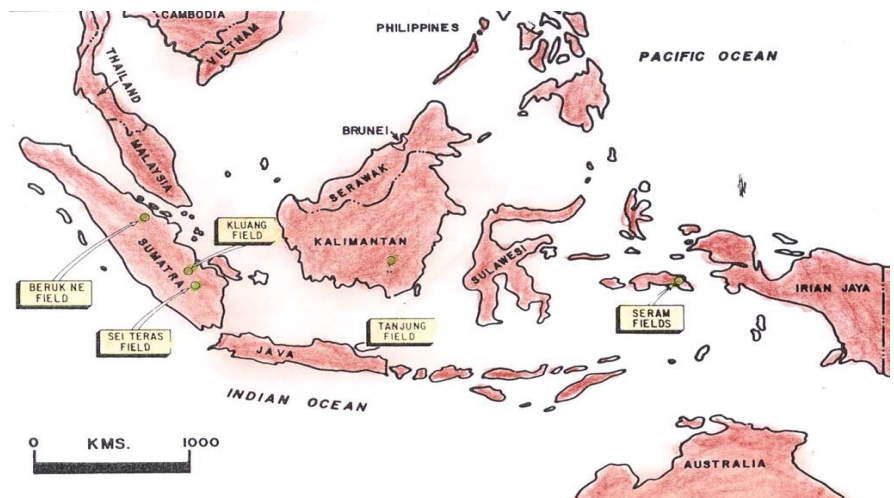 CAMBODIA
PHILIPPINES
PACIFIC OCEAN
VIETNAM
THAILAND
BRUNEI
MALAYSIA
SERAWAK
KLUANG
FIELD
KALIMANTAN
SUMATRA
SULAWESI
BERUK NE
FIELD
IRIAN JAYA
SERAM
FIELDS
SEI TERAS
FIELD
TANJUNG
FIELD
JAVA
INDIAN OCEAN
0 KMS. 1000
AUSTRALIA